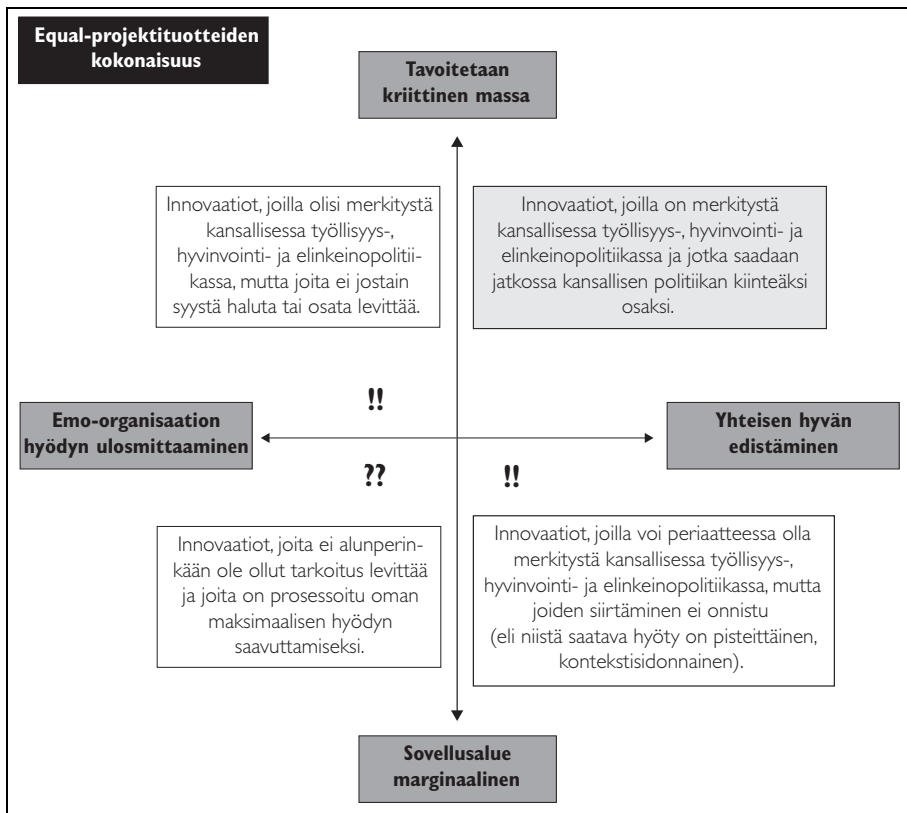 Equal-projektituotteiden
kokonaisuus
Tavoitetaan
kriittinen massa
Innovaatiot, joilla olisi merkitystä
kansallisessa työllisyys-,
hyvinvointi- ja elinkeinopolitii-
kassa, mutta joita ei jostain
syystä haluta tai osata levittää.
Innovaatiot, joilla on merkitystä
kansallisessa työllisyys-, hyvinvointi- ja
elinkeinopolitiikassa ja jotka saadaan
jatkossa kansallisen politiikan kiinteäksi
osaksi.
!!
Emo-organisaation
hyödyn ulosmittaaminen
Yhteisen hyvän
edistäminen
??
!!
Innovaatiot, joita ei alunperin-
kään ole ollut tarkoitus levittää
ja joita on prosessoitu oman
maksimaalisen hyödyn
saavuttamiseksi.
Innovaatiot, joilla voi periaatteessa olla
merkitystä kansallisessa työllisyys-,
hyvinvointi- ja elinkeinopolitiikassa, mutta
joiden siirtäminen ei onnistu
(eli niistä saatava hyöty on pisteittäinen,
kontekstisidonnainen).
Sovellusalue
marginaalinen